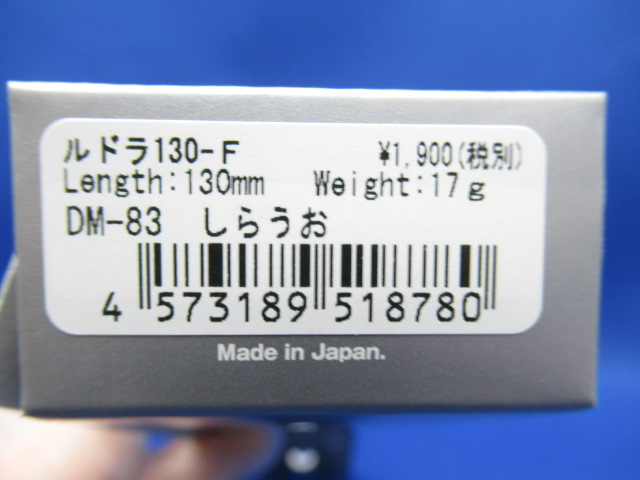 ルドラ130-F ¥1,900(税別)
Length:130mm Weight:17g
DM-83 しらうお
4 573189 518780
Made in Japan.